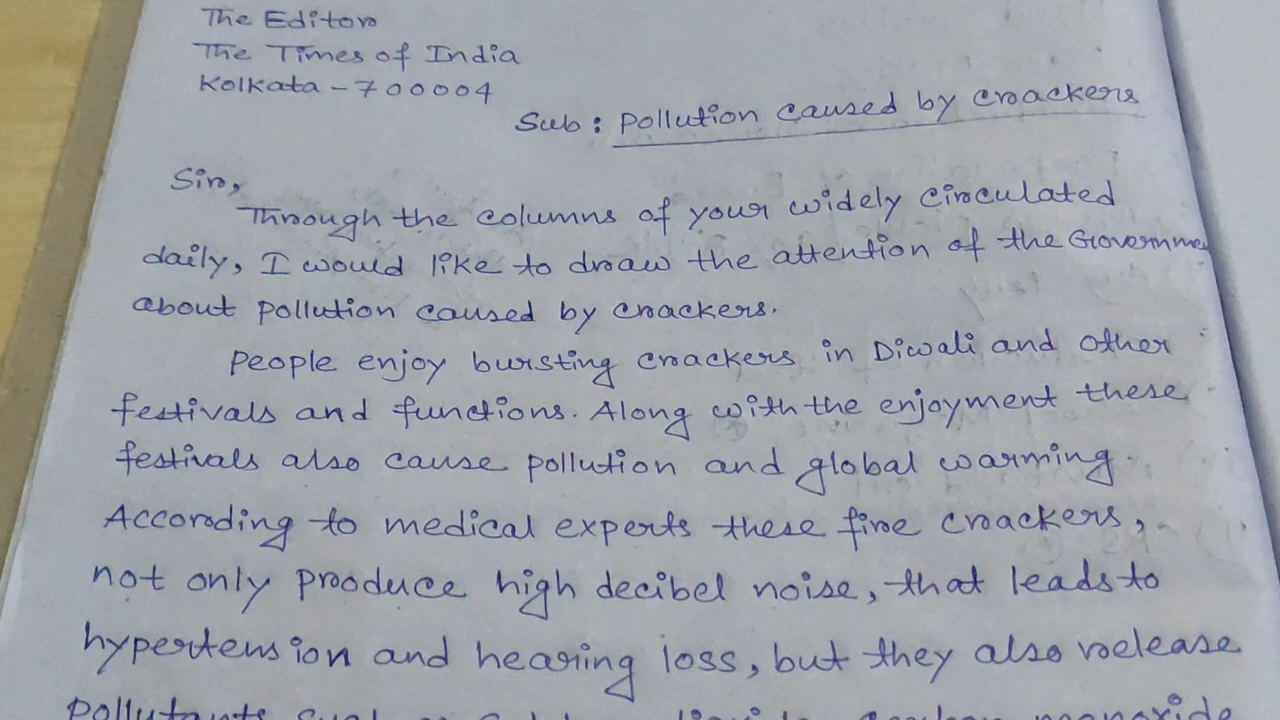 The Editor
The Times of India
Kolkata - 700004
Sub : Pollution caused by crackers
Sir,
Through the columns of your widely circulated
daily, I would like to draw the attention of the Governme
about pollution caused by crackers.
People enjoy bursting crackers in Diwali and other
festivals and functions. Along with the enjoyment these
festivals also cause pollution and global warming.
According to medical experts these fire crackers,
not only produce high decibel noise, that leads to
hypertension and hearing loss, but they also release
Pollutants such as